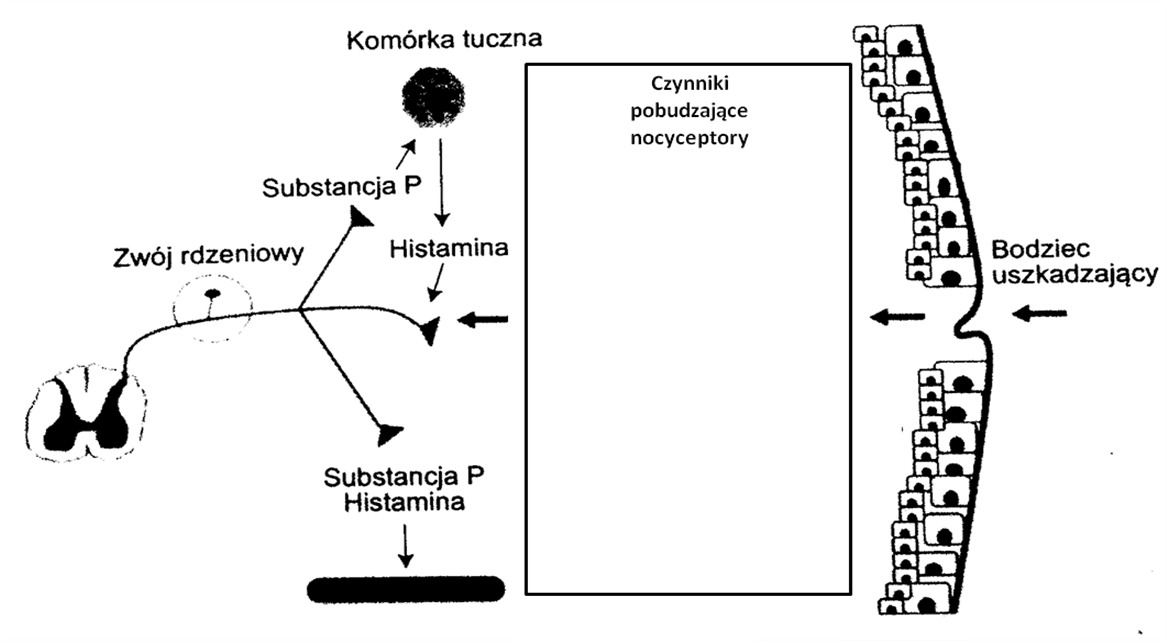 Komórka tuczna
Czynniki
pobudzające
nocyceptory
Substancja P
Zwój rdzeniowy
Histamina
Bodziec
uszkadzający
Substancja P
Histamina